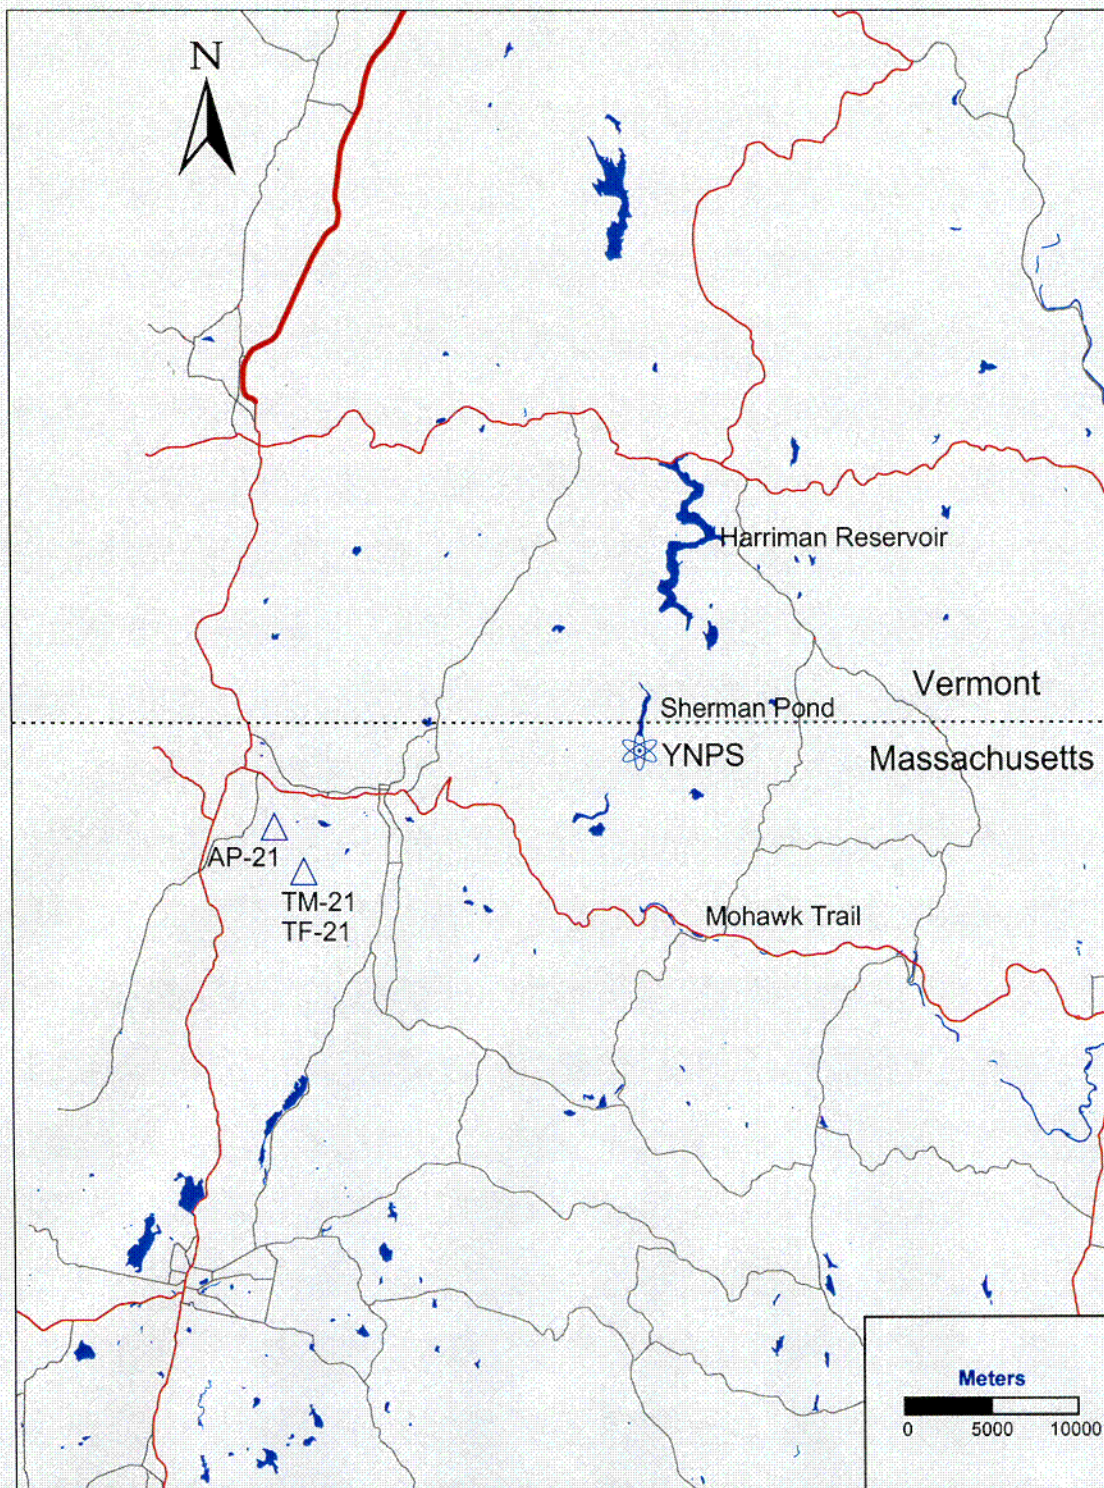 N
Harriman Reservoir
Vermont
Sherman Pond
YNPS
Massachusetts
AP-21
TM-21
TF-21
Mohawk Trail
Meters
0 5000 10000